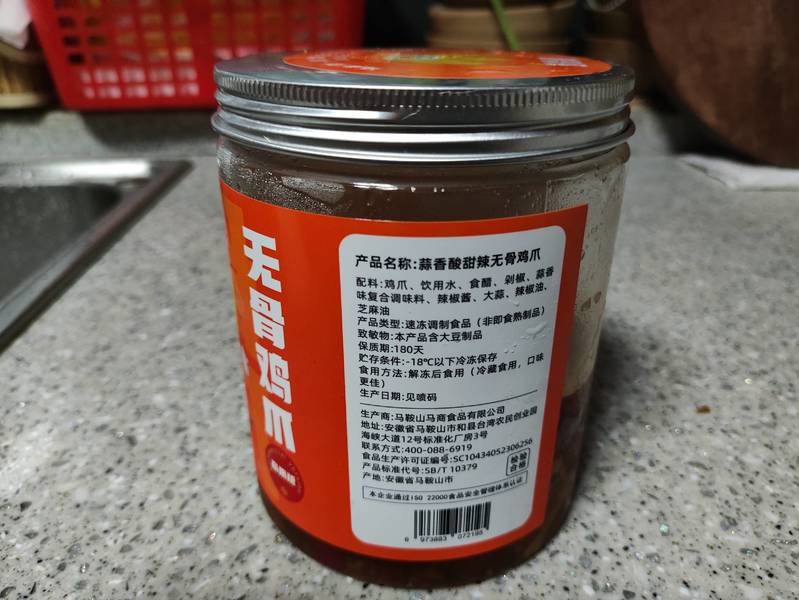 无骨鸡爪
产品名称:蒜香酸甜辣无骨鸡爪
配料:鸡爪、饮用水、食醋、剁椒、蒜香
味复合调味料、辣椒酱、大蒜、辣椒油、
芝麻油
产品类型:速冻调制食品（非即食熟制品）
致敏物:本产品含大豆制品
保质期:180天
贮存条件:-18℃以下冷冻保存
食用方法:解冻后食用（冷藏食用，口味
更佳）
生产日期:见喷码
生产商:马鞍山马商食品有限公司
地址:安徽省马鞍山市和县台湾农民创业园
海峡大道12号标准化厂房3号
联系方式:400-088-6919
食品生产许可证编号:SC10434052306256
产品标准代号:SB/T 10379
产地:安徽省马鞍山市
检验
合格
本企业通过ISO 22000食品安全管理体系认证
6 973883 072186